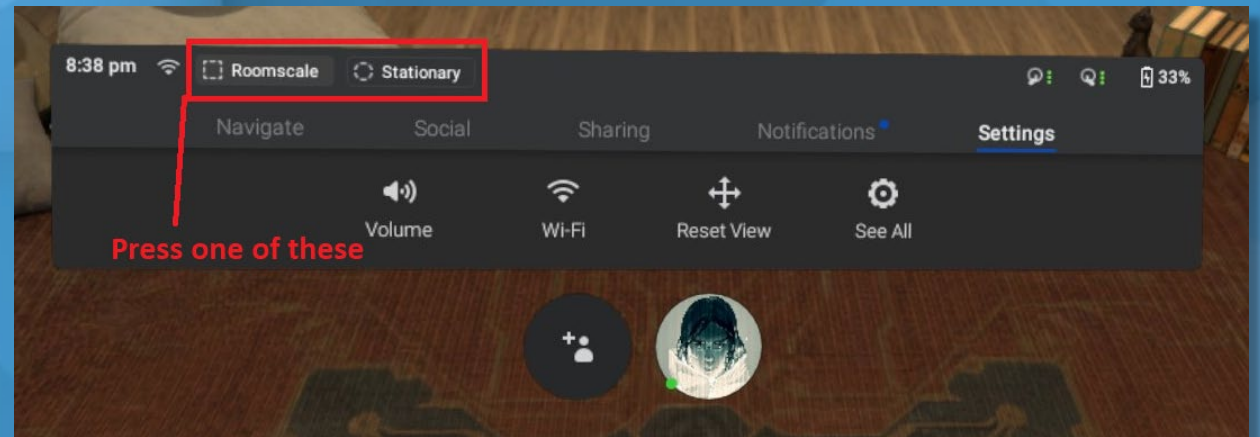 8:38 pm Roomscale Stationary 33%
Navigate Social Sharing Notifications Settings
Volume Wi-Fi Reset View See All
Press one of these